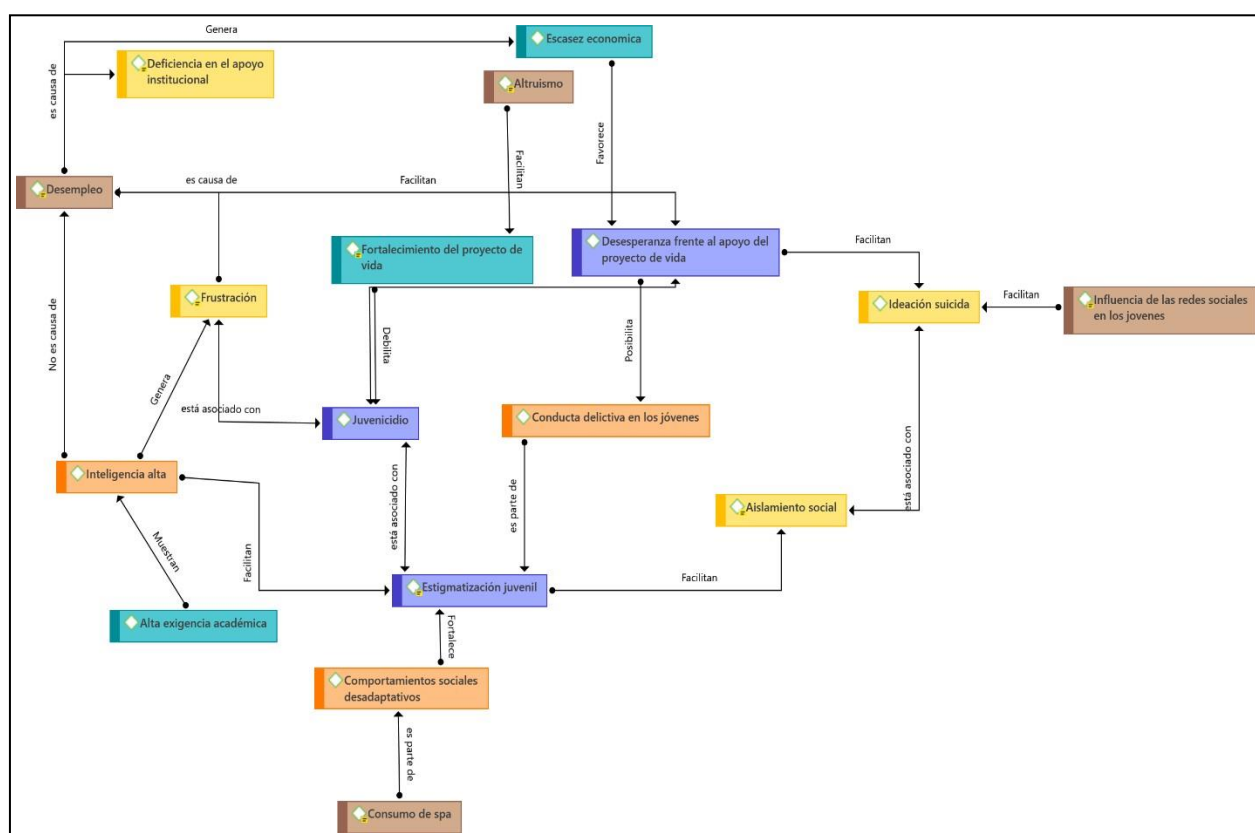 Genera
Escasez economica
Deficiencia en el apoyo
institucional
Altruismo
es causa de
Favorece
Facilitan
Desempleo
es causa de
Facilitan
Fortalecimiento del proyecto de
vida
Desesperanza frente al apoyo del
proyecto de vida
Facilitan
Frustración
Ideación suicida
Facilitan
Influencia de las redes sociales
en los jovenes
No es causa de
Debilita
Posibilita
Genera
está asociado con
Juvenicidio
Conducta delictiva en los jóvenes
está asociado con
Inteligencia alta
está asociado con
es parte de
Aislamiento social
Muestran
Facilitan
Estigmatización juvenil
Facilitan
Alta exigencia académica
Fortalece
Comportamientos sociales
desadaptativos
es parte de
Consumo de spa